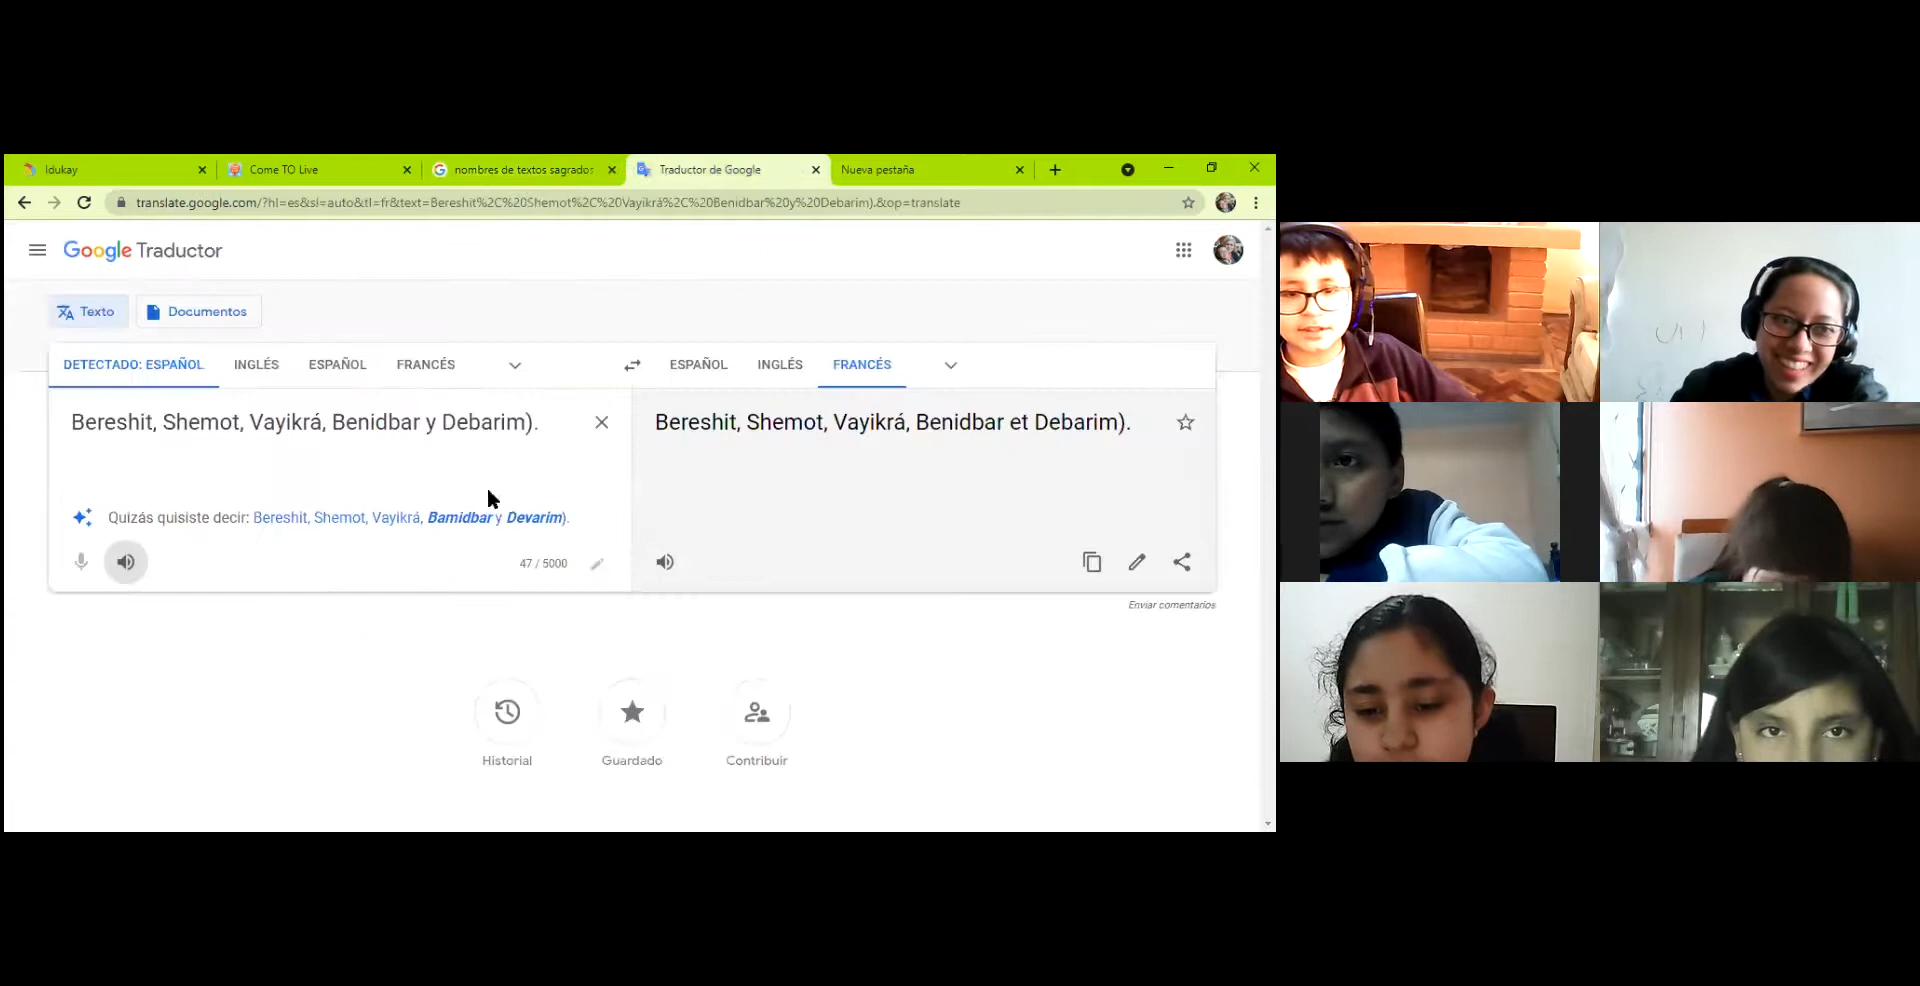 Idukay
Come TO Live
nombres de textos sagrados
Traductor de Google
Nueva pestaña
translate.google.com/?hl=es&sl=auto&tl=fr&text=Bereshit%2C%20Shemot%2C%20Vayikrá%2C%20Benidbar%20y%20Debarim).&op=translate
Google Traductor
Texto
Documentos
DETECTADO: ESPAÑOL
INGLÉS
ESPAÑOL
FRANCÉS
ESPAÑOL
INGLÉS
FRANCÉS
Bereshit, Shemot, Vayikrá, Benidbar y Debarim).
Bereshit, Shemot, Vayikrá, Benidbar et Debarim).
Quizás quisiste decir: Bereshit, Shemot, Vayikrá, Bamidbar y Devarim).
47 / 5000
Enviar comentarios
Historial
Guardado
Contribuir